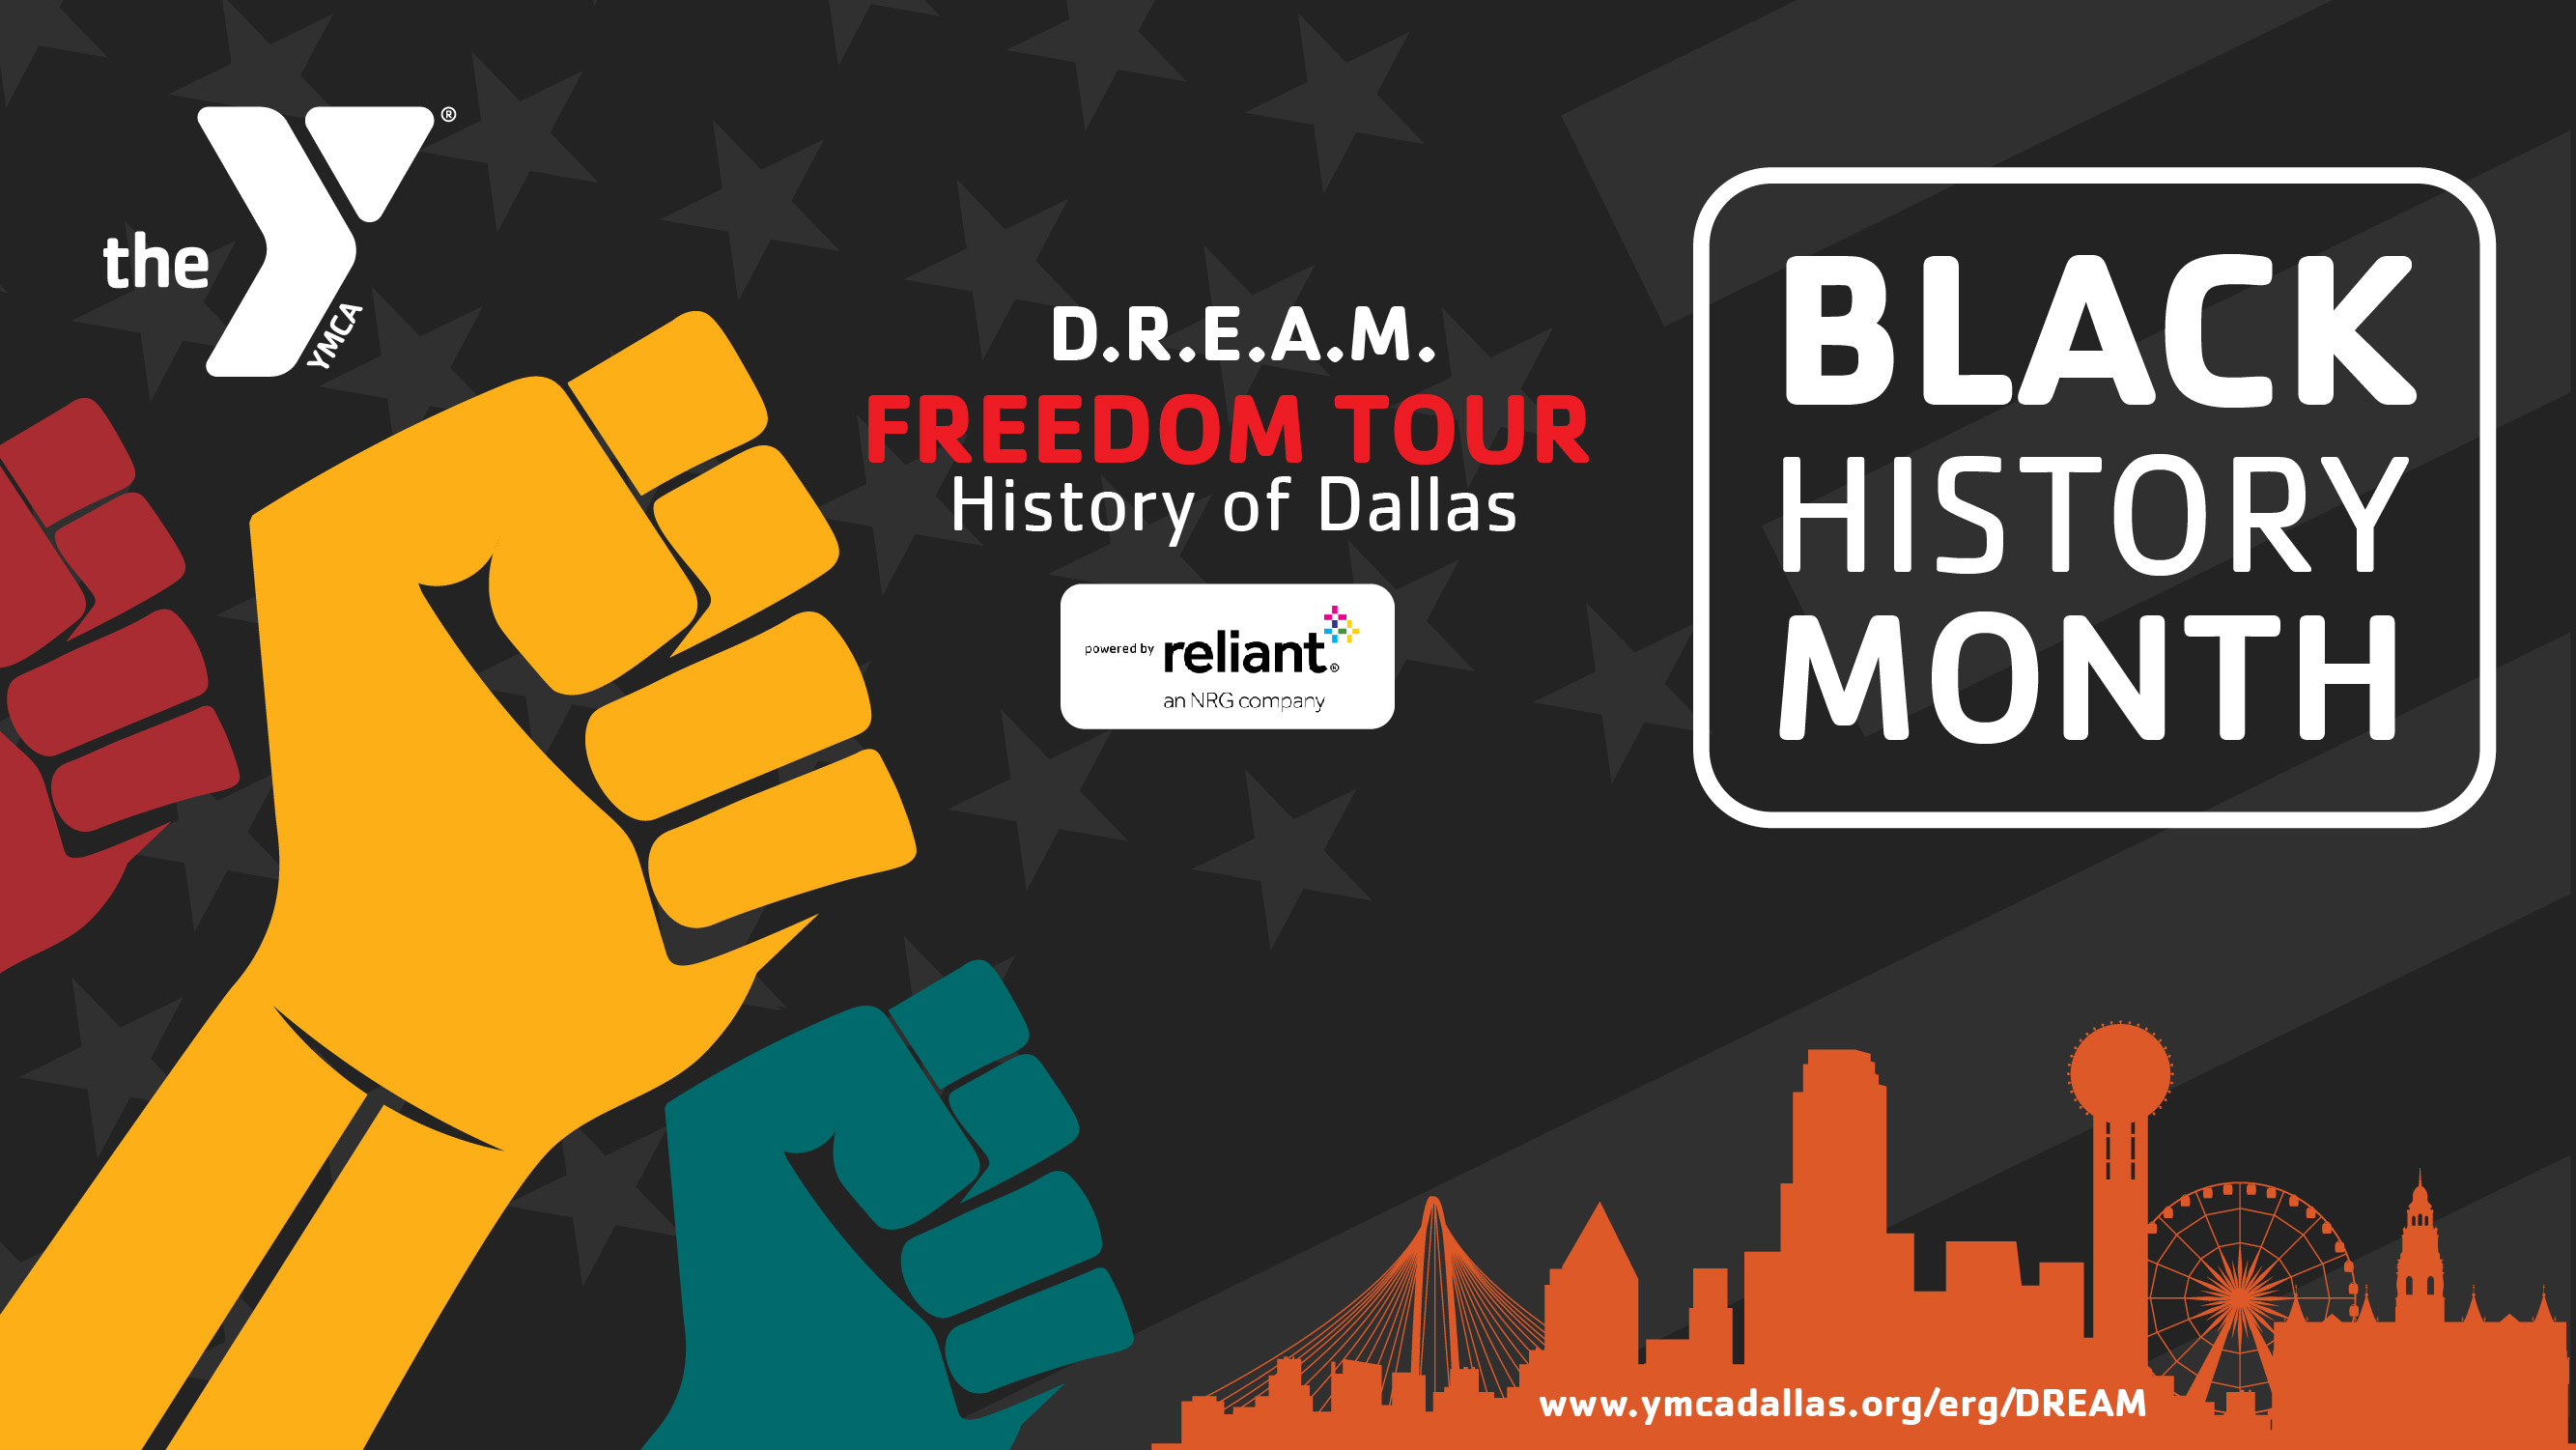 the
YMCA
®
D.R.E.A.M.
FREEDOM TOUR
History of Dallas
powered by reliant®
an NRG company
BLACK
HISTORY
MONTH
www.ymcadallas.org/erg/DREAM